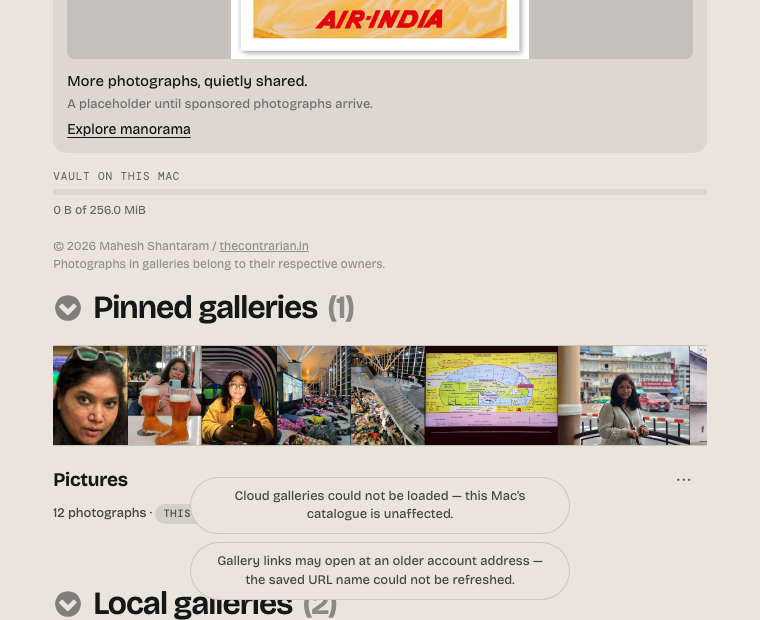 AIR-INDIA
More photographs, quietly shared.
A placeholder until sponsored photographs arrive.
Explore manorama
VAULT ON THIS MAC
0 B of 256.0 MiB
© 2026 Mahesh Shantaram / thecontrarian.in
Photographs in galleries belong to their respective owners.
Pinned galleries (1)
Pictures
...
12 photographs · THIS
Cloud galleries could not be loaded — this Mac's
catalogue is unaffected.
Gallery links may open at an older account address —
the saved URL name could not be refreshed.
Local galleries (2)